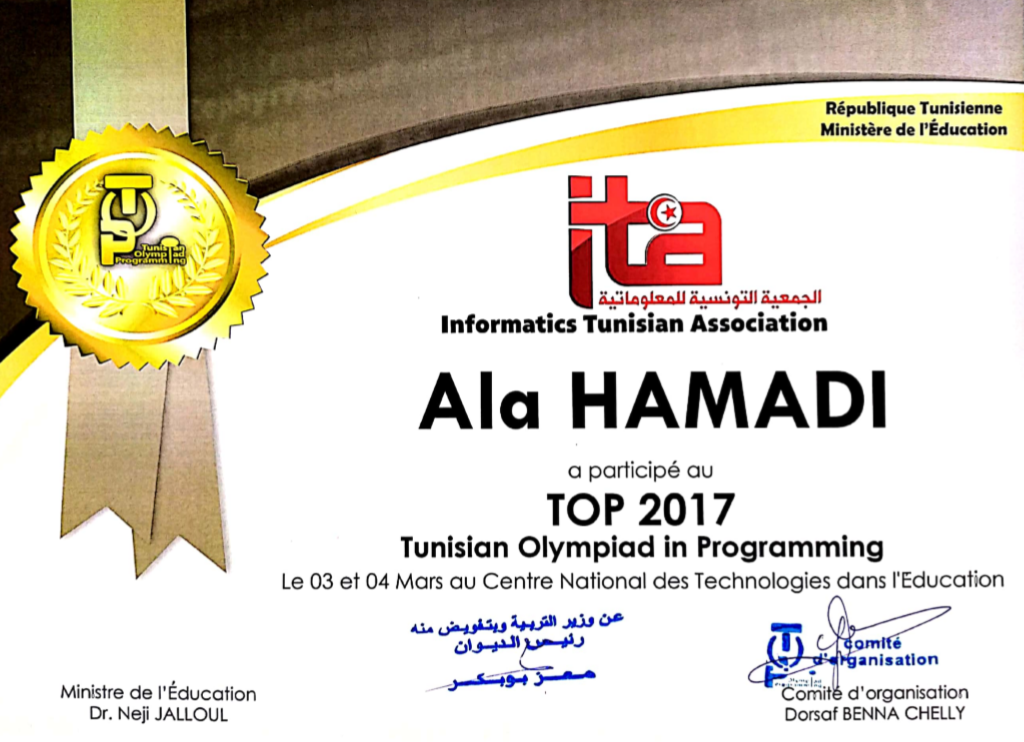 République Tunisienne
Ministère de l'Éducation
TOP
Tunisian
Olympiad
Programming
ita
الجمعية التونسية للمعلوماتية
Informatics Tunisian Association
Ala HAMADI
a participé au
TOP 2017
Tunisian Olympiad in Programming
Le 03 et 04 Mars au Centre National des Technologies dans l'Education
عن وزير التربية وبتفويض منه
رئيس الديوان
معز بوبكر
comité
d'organisation
Ministre de l'Éducation
Dr. Neji JALLOUL
Comité d'organisation
Dorsaf BENNA CHELLY